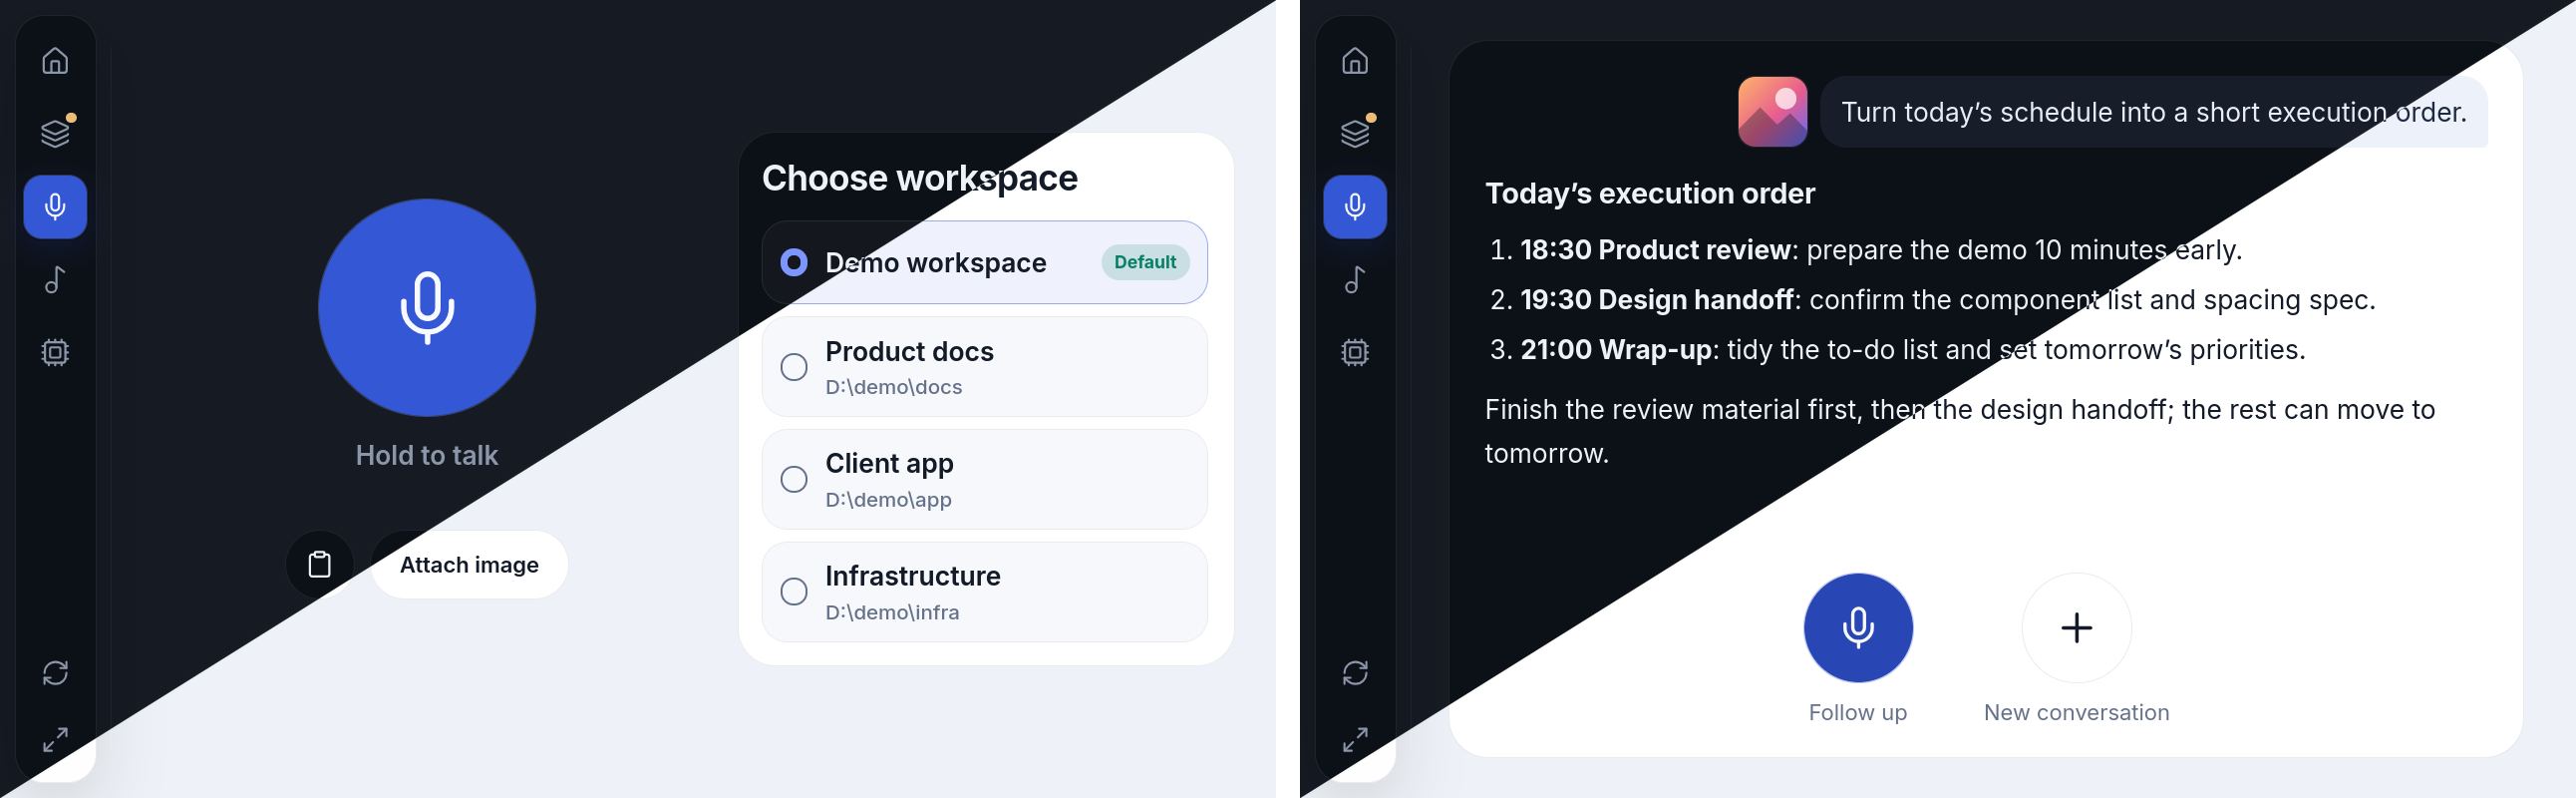 Choose workspace
Demo workspace
Default
Product docs
D:\demo\docs
Client app
D:\demo\app
Infrastructure
D:\demo\infra
Hold to talk
Attach image
Turn today’s schedule into a short execution order.
Today’s execution order
1. 18:30 Product review: prepare the demo 10 minutes early.
2. 19:30 Design handoff: confirm the component list and spacing spec.
3. 21:00 Wrap-up: tidy the to-do list and set tomorrow’s priorities.
Finish the review material first, then the design handoff; the rest can move to
tomorrow.
Follow up
New conversation